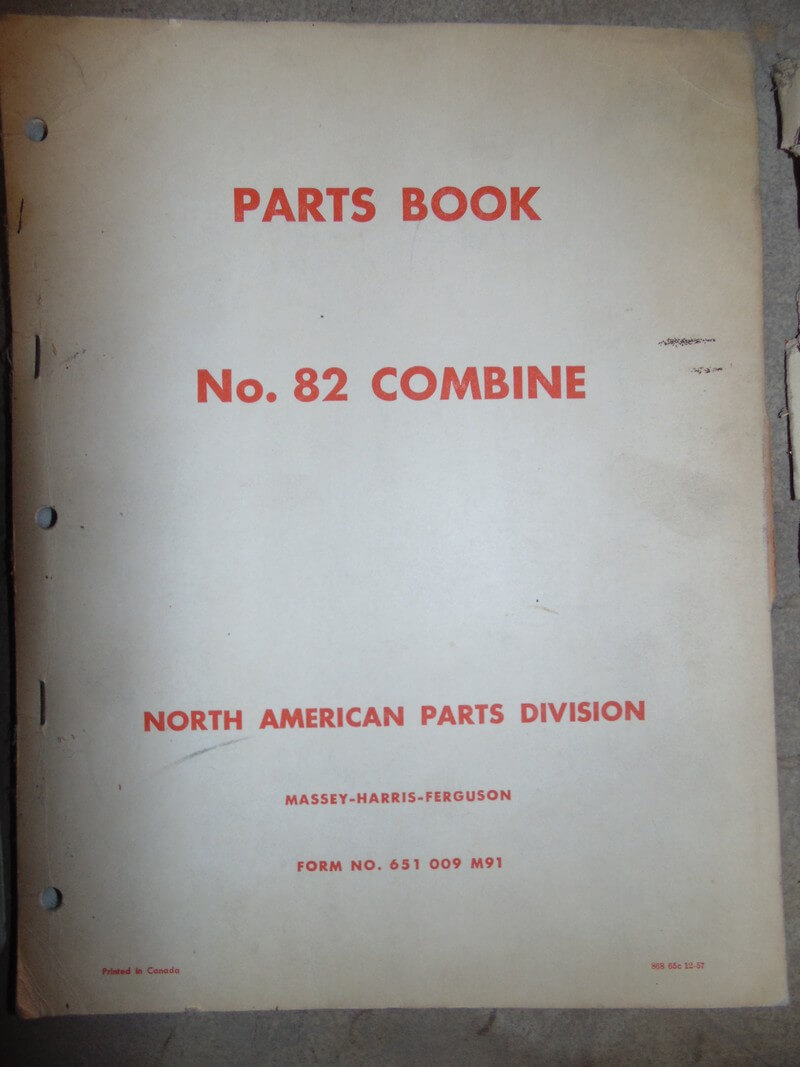 PARTS BOOK
No. 82 COMBINE
NORTH AMERICAN PARTS DIVISION
MASSEY-HARRIS-FERGUSON
FORM NO. 651 009 M91
Printed in Canada
868 65c 12-57